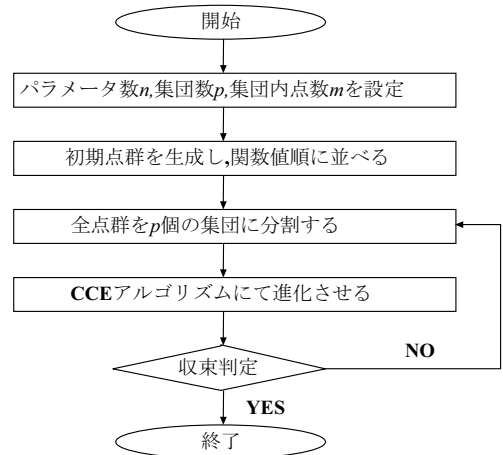 開始
パラメータ数n,集団数p,集団内点数mを設定
初期点群を生成し,関数値順に並べる
全点群をp個の集団に分割する
CCEアルゴリズムにて進化させる
収束判定
NO
YES
終了